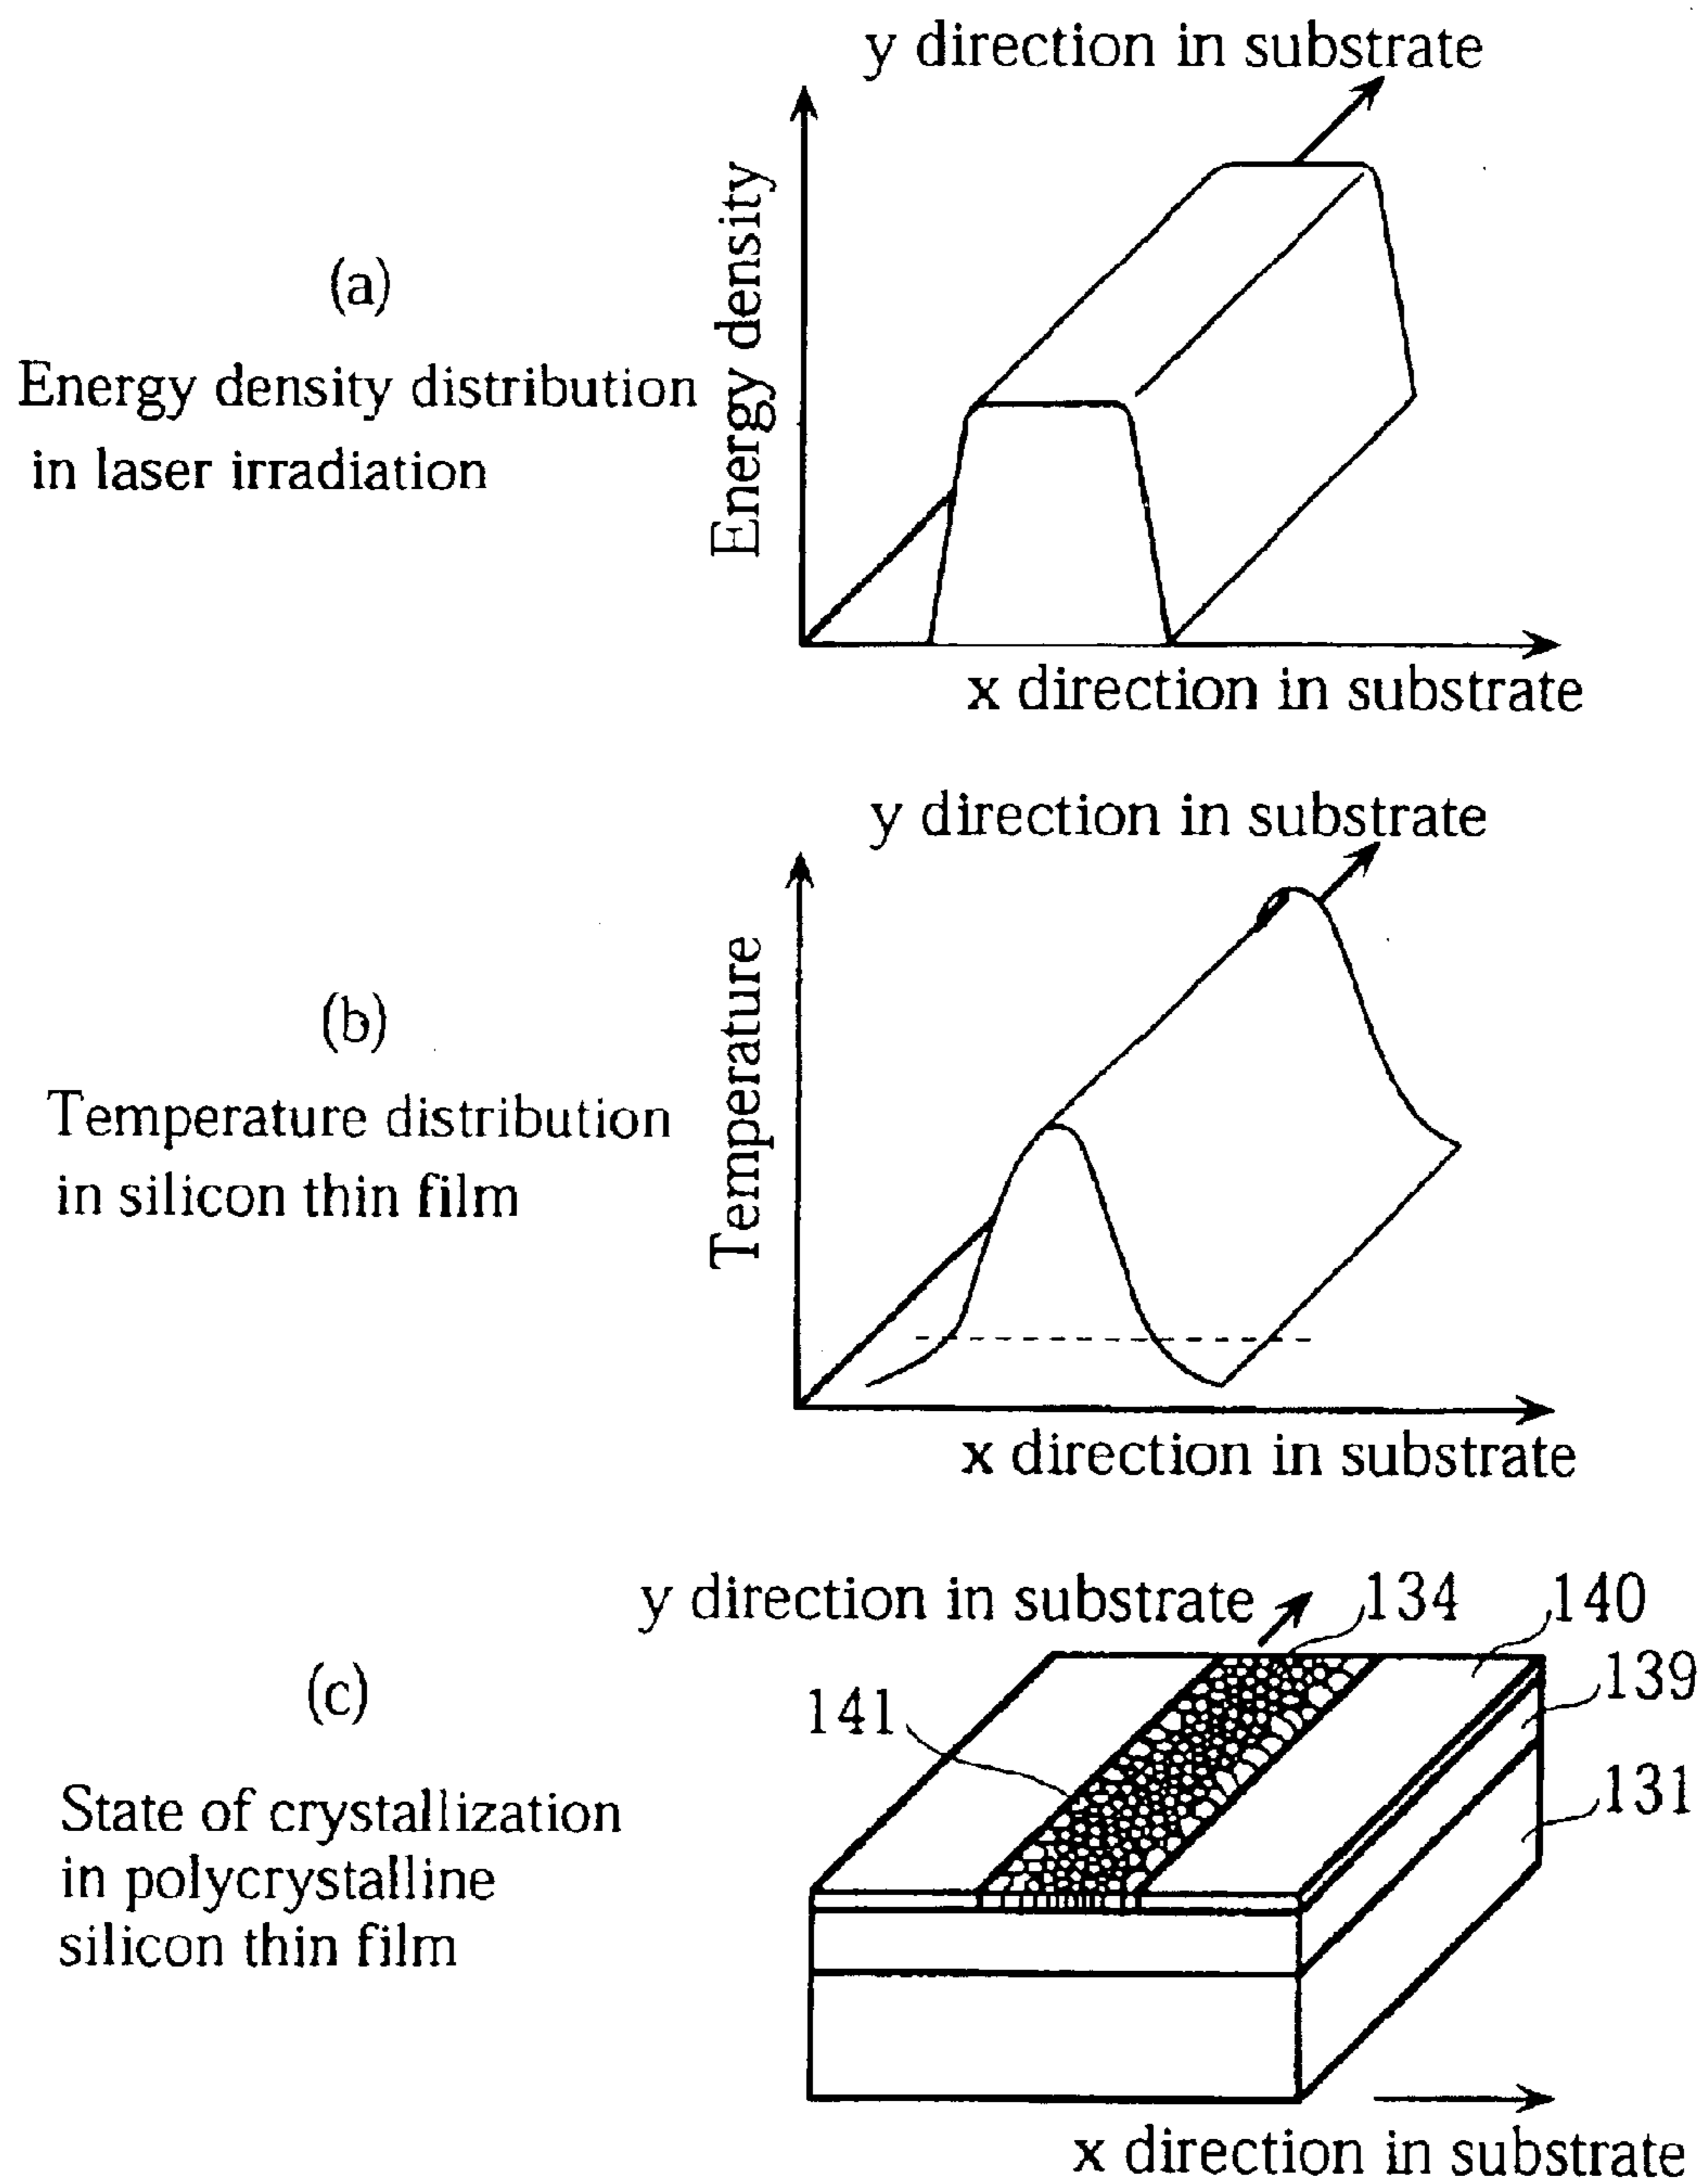 y direction in substrate
Energy density
(a)
Energy density distribution
in laser irradiation
x direction in substrate
y direction in substrate
Temperature
(b)
Temperature distribution
in silicon thin film
x direction in substrate
y direction in substrate
134
140
139
141
131
(c)
State of crystallization
in polycrystalline
silicon thin film
x direction in substrate